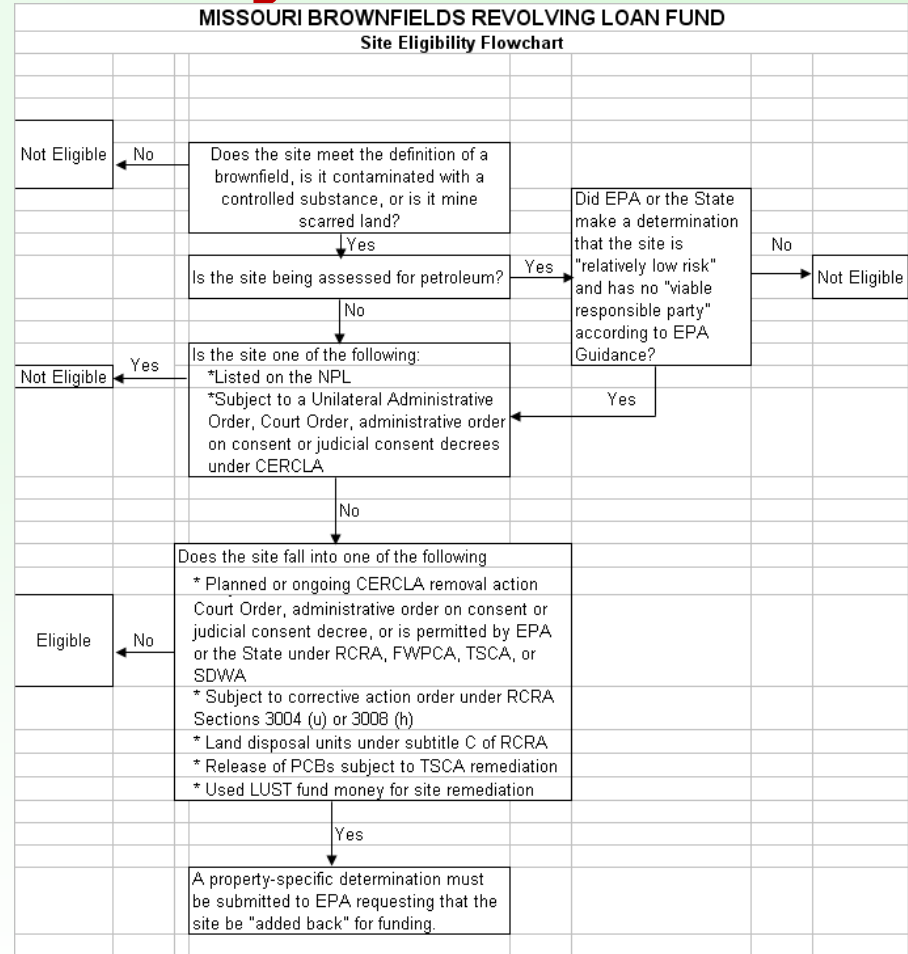 MISSOURI BROWNFIELDS REVOLVING LOAN FUND
Site Eligibility Flowchart
Not Eligible
No
Does the site meet the definition of a
brownfield, is it contaminated with a
controlled substance, or is it mine
scarred land?
Yes
Is the site being assessed for petroleum?
Yes
Did EPA or the State
make a determination
that the site is
"relatively low risk"
and has no "viable
responsible party"
according to EPA
Guidance?
No
Not Eligible
No
Yes
Is the site one of the following:
*Listed on the NPL
*Subject to a Unilateral Administrative
Order, Court Order, administrative order
on consent or judicial consent decrees
under CERCLA
Yes
Not Eligible
No
Does the site fall into one of the following
* Planned or ongoing CERCLA removal action
Court Order, administrative order on consent or
judicial consent decree, or is permitted by EPA
or the State under RCRA, FWPCA, TSCA, or
SDWA
* Subject to corrective action order under RCRA
Sections 3004 (u) or 3008 (h)
* Land disposal units under subtitle C of RCRA
* Release of PCBs subject to TSCA remediation
* Used LUST fund money for site remediation
No
Eligible
Yes
A property-specific determination must
be submitted to EPA requesting that the
site be "added back" for funding.